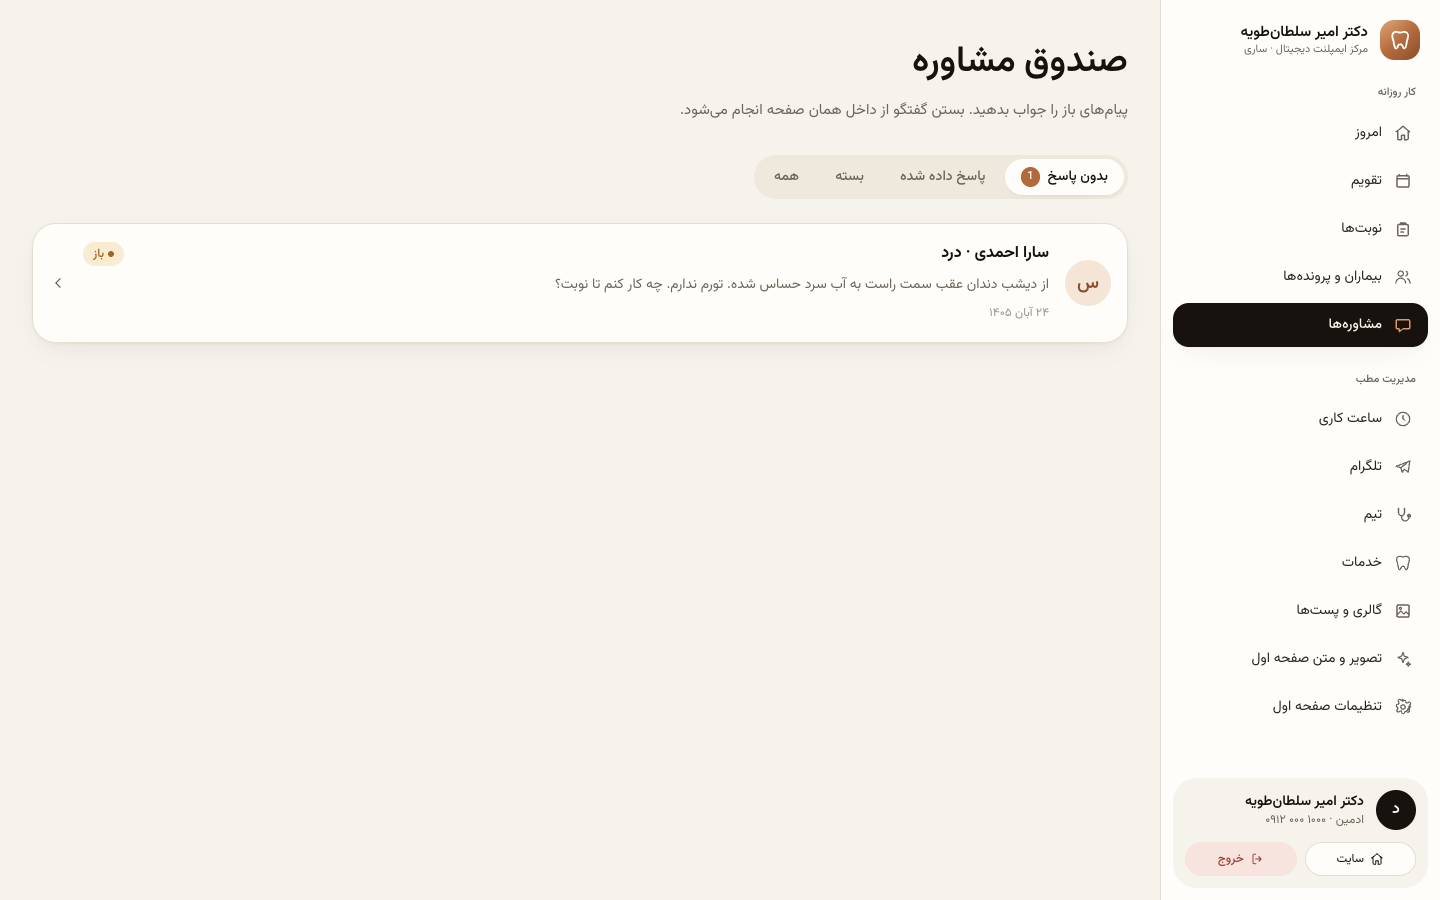 دکتر امیر سلطان‌طویه
مرکز ایمپلنت دیجیتال · ساری
کار روزانه
امروز
تقویم
نوبت‌ها
بیماران و پرونده‌ها
مشاوره‌ها
مدیریت مطب
ساعت کاری
تلگرام
تیم
خدمات
گالری و پست‌ها
تصویر و متن صفحه اول
تنظیمات صفحه اول
د
دکتر امیر سلطان‌طویه
ادمین · ۰۹۱۲ ۰۰۰ ۱۰۰۰
سایت
خروج
صندوق مشاوره
پیام‌های باز را جواب بدهید. بستن گفتگو از داخل همان صفحه انجام می‌شود.
بدون پاسخ 1 پاسخ داده شده بسته همه
س
سارا احمدی · درد
باز
از دیشب دندان عقب سمت راست به آب سرد حساس شده. تورم ندارم. چه کار کنم تا نوبت؟
۲۴ آبان ۱۴۰۵